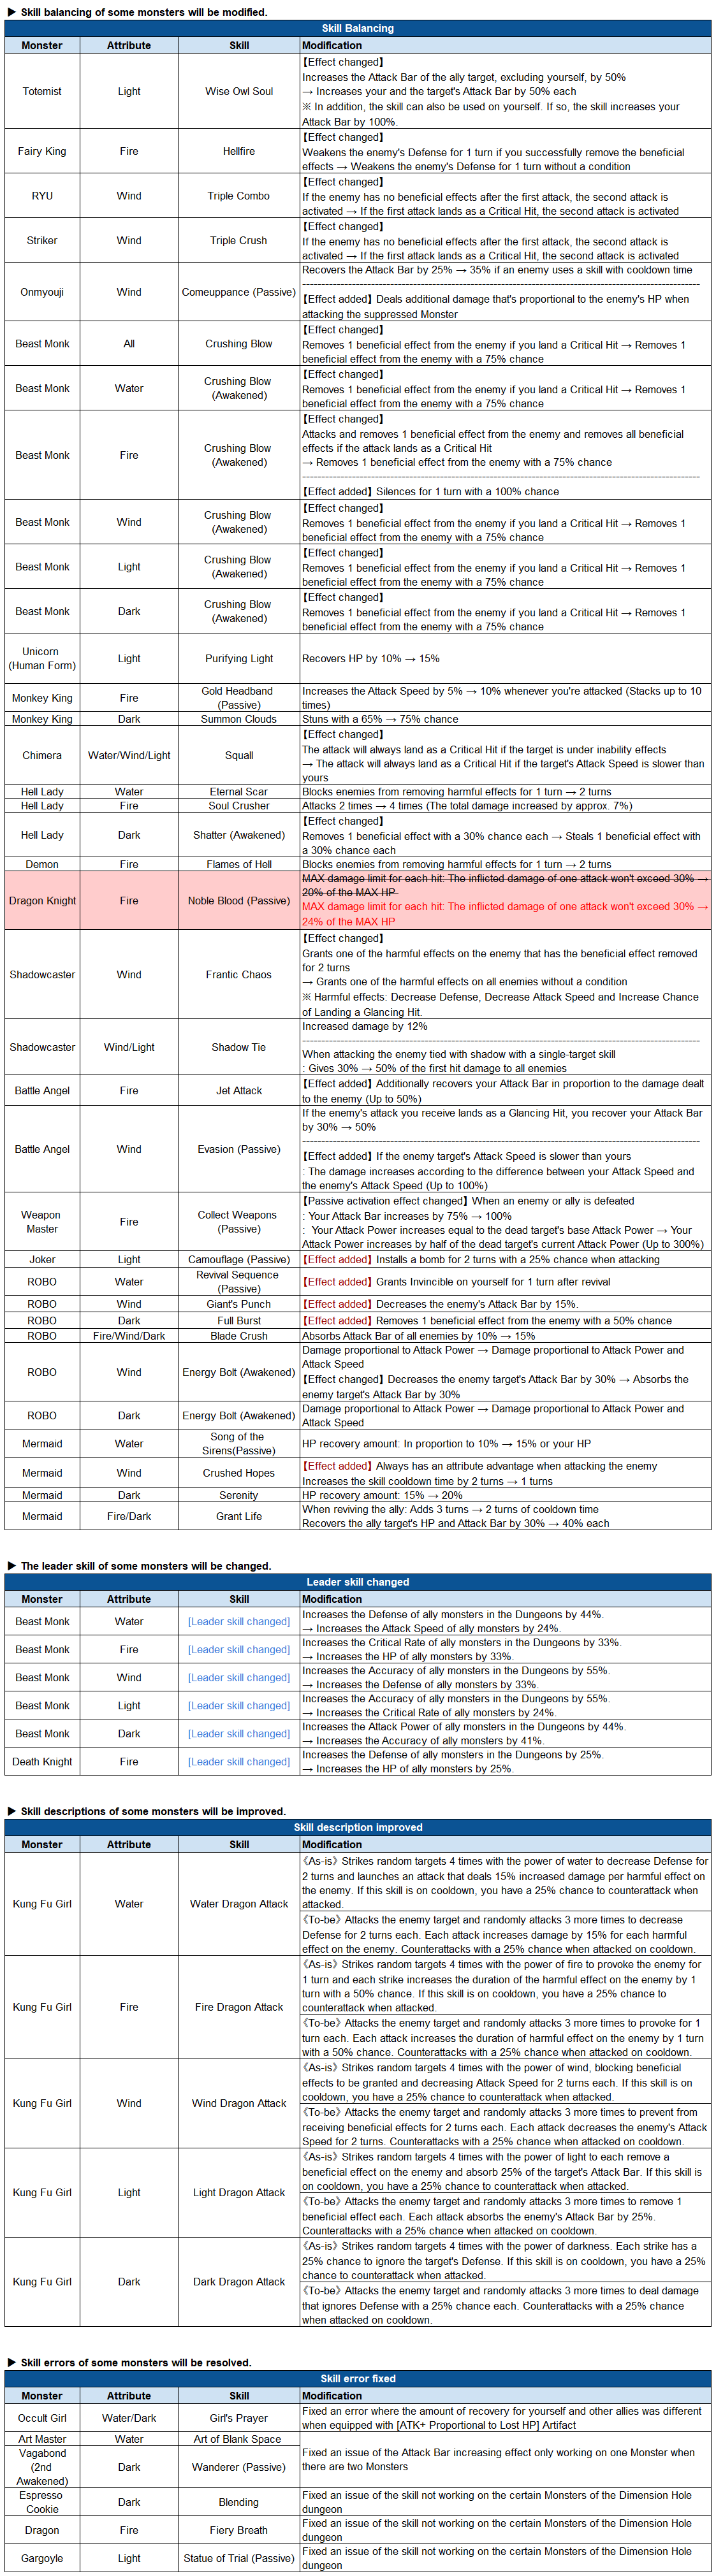 ▶ Skill balancing of some monsters will be modified.
Skill Balancing
Monster Attribute Skill Modification
Totemist Light Wise Owl Soul
【Effect changed】
Increases the Attack Bar of the ally target, excluding yourself, by 50%
→ Increases your and the target's Attack Bar by 50% each
※ In addition, the skill can also be used on yourself. If so, the skill increases your
Attack Bar by 100%.
Fairy King Fire Hellfire
【Effect changed】
Weakens the enemy's Defense for 1 turn if you successfully remove the beneficial
effects → Weakens the enemy's Defense for 1 turn without a condition
RYU Wind Triple Combo
【Effect changed】
If the enemy has no beneficial effects after the first attack, the second attack is
activated → If the first attack lands as a Critical Hit, the second attack is activated
Striker Wind Triple Crush
【Effect changed】
If the enemy has no beneficial effects after the first attack, the second attack is
activated → If the first attack lands as a Critical Hit, the second attack is activated
Onmyouji Wind Comeuppance (Passive)
Recovers the Attack Bar by 25% → 35% if an enemy uses a skill with cooldown time
【Effect added】 Deals additional damage that's proportional to the enemy's HP when
attacking the suppressed Monster
Beast Monk All Crushing Blow
【Effect changed】
Removes 1 beneficial effect from the enemy if you land a Critical Hit → Removes 1
beneficial effect from the enemy with a 75% chance
Beast Monk Water Crushing Blow
(Awakened)
【Effect changed】
Removes 1 beneficial effect from the enemy if you land a Critical Hit → Removes 1
beneficial effect from the enemy with a 75% chance
Beast Monk Fire Crushing Blow
(Awakened)
【Effect changed】
Attacks and removes 1 beneficial effect from the enemy and removes all beneficial
effects if the attack lands as a Critical Hit
→ Removes 1 beneficial effect from the enemy with a 75% chance
【Effect added】 Silences for 1 turn with a 100% chance
Beast Monk Wind Crushing Blow
(Awakened)
【Effect changed】
Removes 1 beneficial effect from the enemy if you land a Critical Hit → Removes 1
beneficial effect from the enemy with a 75% chance
Beast Monk Light Crushing Blow
(Awakened)
【Effect changed】
Removes 1 beneficial effect from the enemy if you land a Critical Hit → Removes 1
beneficial effect from the enemy with a 75% chance
Beast Monk Dark Crushing Blow
(Awakened)
【Effect changed】
Removes 1 beneficial effect from the enemy if you land a Critical Hit → Removes 1
beneficial effect from the enemy with a 75% chance
Unicorn
(Human Form) Light Purifying Light Recovers HP by 10% → 15%
Monkey King Fire Gold Headband
(Passive)
Increases the Attack Speed by 5% → 10% whenever you're attacked (Stacks up to 10
times)
Monkey King Dark Summon Clouds Stuns with a 65% → 75% chance
Chimera Water/Wind/Light Squall
【Effect changed】
The attack will always land as a Critical Hit if the target is under inability effects
→ The attack will always land as a Critical Hit if the target's Attack Speed is slower than
yours
Hell Lady Water Eternal Scar Blocks enemies from removing harmful effects for 1 turn → 2 turns
Hell Lady Fire Soul Crusher Attacks 2 times → 4 times (The total damage increased by approx. 7%)
Hell Lady Dark Shatter (Awakened)
【Effect changed】
Removes 1 beneficial effect with a 30% chance each → Steals 1 beneficial effect with
a 30% chance each
Demon Fire Flames of Hell Blocks enemies from removing harmful effects for 1 turn → 2 turns
Dragon Knight Fire Noble Blood (Passive)
MAX damage limit for each hit: The inflicted damage of one attack won't exceed 30% →
20% of the MAX HP
MAX damage limit for each hit: The inflicted damage of one attack won't exceed 30% →
24% of the MAX HP
Shadowcaster Wind Frantic Chaos
【Effect changed】
Grants one of the harmful effects on the enemy that has the beneficial effect removed
for 2 turns
→ Grants one of the harmful effects on all enemies without a condition
※ Harmful effects: Decrease Defense, Decrease Attack Speed and Increase Chance
of Landing a Glancing Hit.
Shadowcaster Wind/Light Shadow Tie
Increased damage by 12%
When attacking the enemy tied with shadow with a single-target skill
: Gives 30% → 50% of the first hit damage to all enemies
Battle Angel Fire Jet Attack
【Effect added】 Additionally recovers your Attack Bar in proportion to the damage dealt
to the enemy (Up to 50%)
Battle Angel Wind Evasion (Passive)
If the enemy's attack you receive lands as a Glancing Hit, you recover your Attack Bar
by 30% → 50%
【Effect added】 If the enemy target's Attack Speed is slower than yours
: The damage increases according to the difference between your Attack Speed and
the enemy's Attack Speed (Up to 100%)
Weapon
Master Fire Collect Weapons
(Passive)
【Passive activation effect changed】 When an enemy or ally is defeated
: Your Attack Bar increases by 75% → 100%
: Your Attack Power increases equal to the dead target's base Attack Power → Your
Attack Power increases by half of the dead target's current Attack Power (Up to 300%)
Joker Light Camouflage (Passive) 【Effect added】 Installs a bomb for 2 turns with a 25% chance when attacking
ROBO Water Revival Sequence
(Passive) 【Effect added】 Grants Invincible on yourself for 1 turn after revival
ROBO Wind Giant's Punch 【Effect added】 Decreases the enemy's Attack Bar by 15%.
ROBO Dark Full Burst 【Effect added】 Removes 1 beneficial effect from the enemy with a 50% chance
ROBO Fire/Wind/Dark Blade Crush Absorbs Attack Bar of all enemies by 10% → 15%
ROBO Wind Energy Bolt (Awakened)
Damage proportional to Attack Power → Damage proportional to Attack Power and
Attack Speed
【Effect changed】 Decreases the enemy target's Attack Bar by 30% → Absorbs the
enemy target's Attack Bar by 30%
ROBO Dark Energy Bolt (Awakened)
Damage proportional to Attack Power → Damage proportional to Attack Power and
Attack Speed
Mermaid Water Song of the
Sirens(Passive) HP recovery amount: In proportion to 10% → 15% or your HP
Mermaid Wind Crushed Hopes
【Effect added】 Always has an attribute advantage when attacking the enemy
Increases the skill cooldown time by 2 turns → 1 turns
Mermaid Dark Serenity HP recovery amount: 15% → 20%
Mermaid Fire/Dark Grant Life
When reviving the ally: Adds 3 turns → 2 turns of cooldown time
Recovers the ally target's HP and Attack Bar by 30% → 40% each
▶ The leader skill of some monsters will be changed.
Leader skill changed
Monster Attribute Skill Modification
Beast Monk Water [Leader skill changed]
Increases the Defense of ally monsters in the Dungeons by 44%.
→ Increases the Attack Speed of ally monsters by 24%.
Beast Monk Fire [Leader skill changed]
Increases the Critical Rate of ally monsters in the Dungeons by 33%.
→ Increases the HP of ally monsters by 33%.
Beast Monk Wind [Leader skill changed]
Increases the Accuracy of ally monsters in the Dungeons by 55%.
→ Increases the Defense of ally monsters by 33%.
Beast Monk Light [Leader skill changed]
Increases the Accuracy of ally monsters in the Dungeons by 55%.
→ Increases the Critical Rate of ally monsters by 24%.
Beast Monk Dark [Leader skill changed]
Increases the Attack Power of ally monsters in the Dungeons by 44%.
→ Increases the Accuracy of ally monsters by 41%.
Death Knight Fire [Leader skill changed]
Increases the Defense of ally monsters in the Dungeons by 25%.
→ Increases the HP of ally monsters by 25%.
▶ Skill descriptions of some monsters will be improved.
Skill description improved
Monster Attribute Skill Modification
Kung Fu Girl Water Water Dragon Attack
《As-is》 Strikes random targets 4 times with the power of water to decrease Defense for
2 turns and launches an attack that deals 15% increased damage per harmful effect on
the enemy. If this skill is on cooldown, you have a 25% chance to counterattack when
attacked.
《To-be》 Attacks the enemy target and randomly attacks 3 more times to decrease
Defense for 2 turns each. Each attack increases damage by 15% for each harmful
effect on the enemy. Counterattacks with a 25% chance when attacked on cooldown.
Kung Fu Girl Fire Fire Dragon Attack
《As-is》 Strikes random targets 4 times with the power of fire to provoke the enemy for
1 turn and each strike increases the duration of the harmful effect on the enemy by 1
turn with a 50% chance. If this skill is on cooldown, you have a 25% chance to
counterattack when attacked.
《To-be》 Attacks the enemy target and randomly attacks 3 more times to provoke for 1
turn each. Each attack increases the duration of harmful effect on the enemy by 1 turn
with a 50% chance. Counterattacks with a 25% chance when attacked on cooldown.
Kung Fu Girl Wind Wind Dragon Attack
《As-is》 Strikes random targets 4 times with the power of wind, blocking beneficial
effects to be granted and decreasing Attack Speed for 2 turns each. If this skill is on
cooldown, you have a 25% chance to counterattack when attacked.
《To-be》 Attacks the enemy target and randomly attacks 3 more times to prevent from
receiving beneficial effects for 2 turns each. Each attack decreases the enemy's Attack
Speed for 2 turns. Counterattacks with a 25% chance when attacked on cooldown.
Kung Fu Girl Light Light Dragon Attack
《As-is》 Strikes random targets 4 times with the power of light to each remove a
beneficial effect on the enemy and absorb 25% of the target's Attack Bar. If this skill is
on cooldown, you have a 25% chance to counterattack when attacked.
《To-be》 Attacks the enemy target and randomly attacks 3 more times to remove 1
beneficial effect each. Each attack absorbs the enemy's Attack Bar by 25%.
Counterattacks with a 25% chance when attacked on cooldown.
Kung Fu Girl Dark Dark Dragon Attack
《As-is》 Strikes random targets 4 times with the power of darkness. Each strike has a
25% chance to ignore the target's Defense. If this skill is on cooldown, you have a 25%
chance to counterattack when attacked.
《To-be》 Attacks the enemy target and randomly attacks 3 more times to deal damage
that ignores Defense with a 25% chance each. Counterattacks with a 25% chance
when attacked on cooldown.
▶ Skill errors of some monsters will be resolved.
Skill error fixed
Monster Attribute Skill Modification
Occult Girl Water/Dark Girl's Prayer
Fixed an error where the amount of recovery for yourself and other allies was different
when equipped with [ATK+ Proportional to Lost HP] Artifact
Art Master Water Art of Blank Space
Vagabond
(2nd
Awakened) Dark Wanderer (Passive)
Fixed an issue of the Attack Bar increasing effect only working on one Monster when
there are two Monsters
Espresso
Cookie Dark Blending
Fixed an issue of the skill not working on the certain Monsters of the Dimension Hole
dungeon
Dragon Fire Fiery Breath
Fixed an issue of the skill not working on the certain Monsters of the Dimension Hole
dungeon
Gargoyle Light Statue of Trial (Passive)
Fixed an issue of the skill not working on the certain Monsters of the Dimension Hole
dungeon